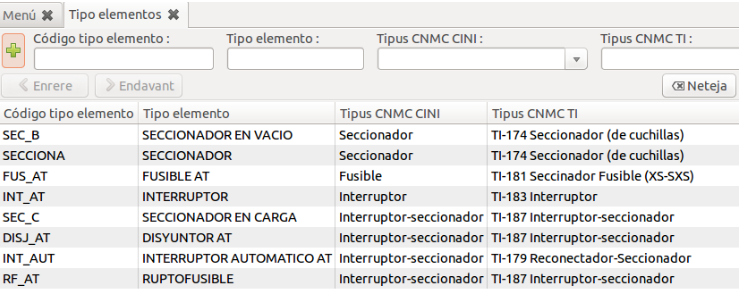 Menú Tipo elementos
Código tipo elemento : Tipo elemento : Tipus CNMC CINI : Tipus CNMC TI :
Enrere Endavant Neteja
Código tipo elemento Tipo elemento Tipus CNMC CINI Tipus CNMC TI
SEC_B SECCIONADOR EN VACIO Seccionador TI-174 Seccionador (de cuchillas)
SECCIONA SECCIONADOR Seccionador TI-174 Seccionador (de cuchillas)
FUS_AT FUSIBLE AT Fusible TI-181 Seccinador Fusible (XS-SXS)
INT_AT INTERRUPTOR Interruptor TI-183 Interruptor
SEC_C SECCIONADOR EN CARGA Interruptor-seccionador TI-187 Interruptor-seccionador
DISJ_AT DISYUNTOR AT Interruptor-seccionador TI-187 Interruptor-seccionador
INT_AUT INTERRUPTOR AUTOMATICO AT Interruptor-seccionador TI-179 Reconectador-Seccionador
RF_AT RUPTOFUSIBLE Interruptor-seccionador TI-187 Interruptor-seccionador